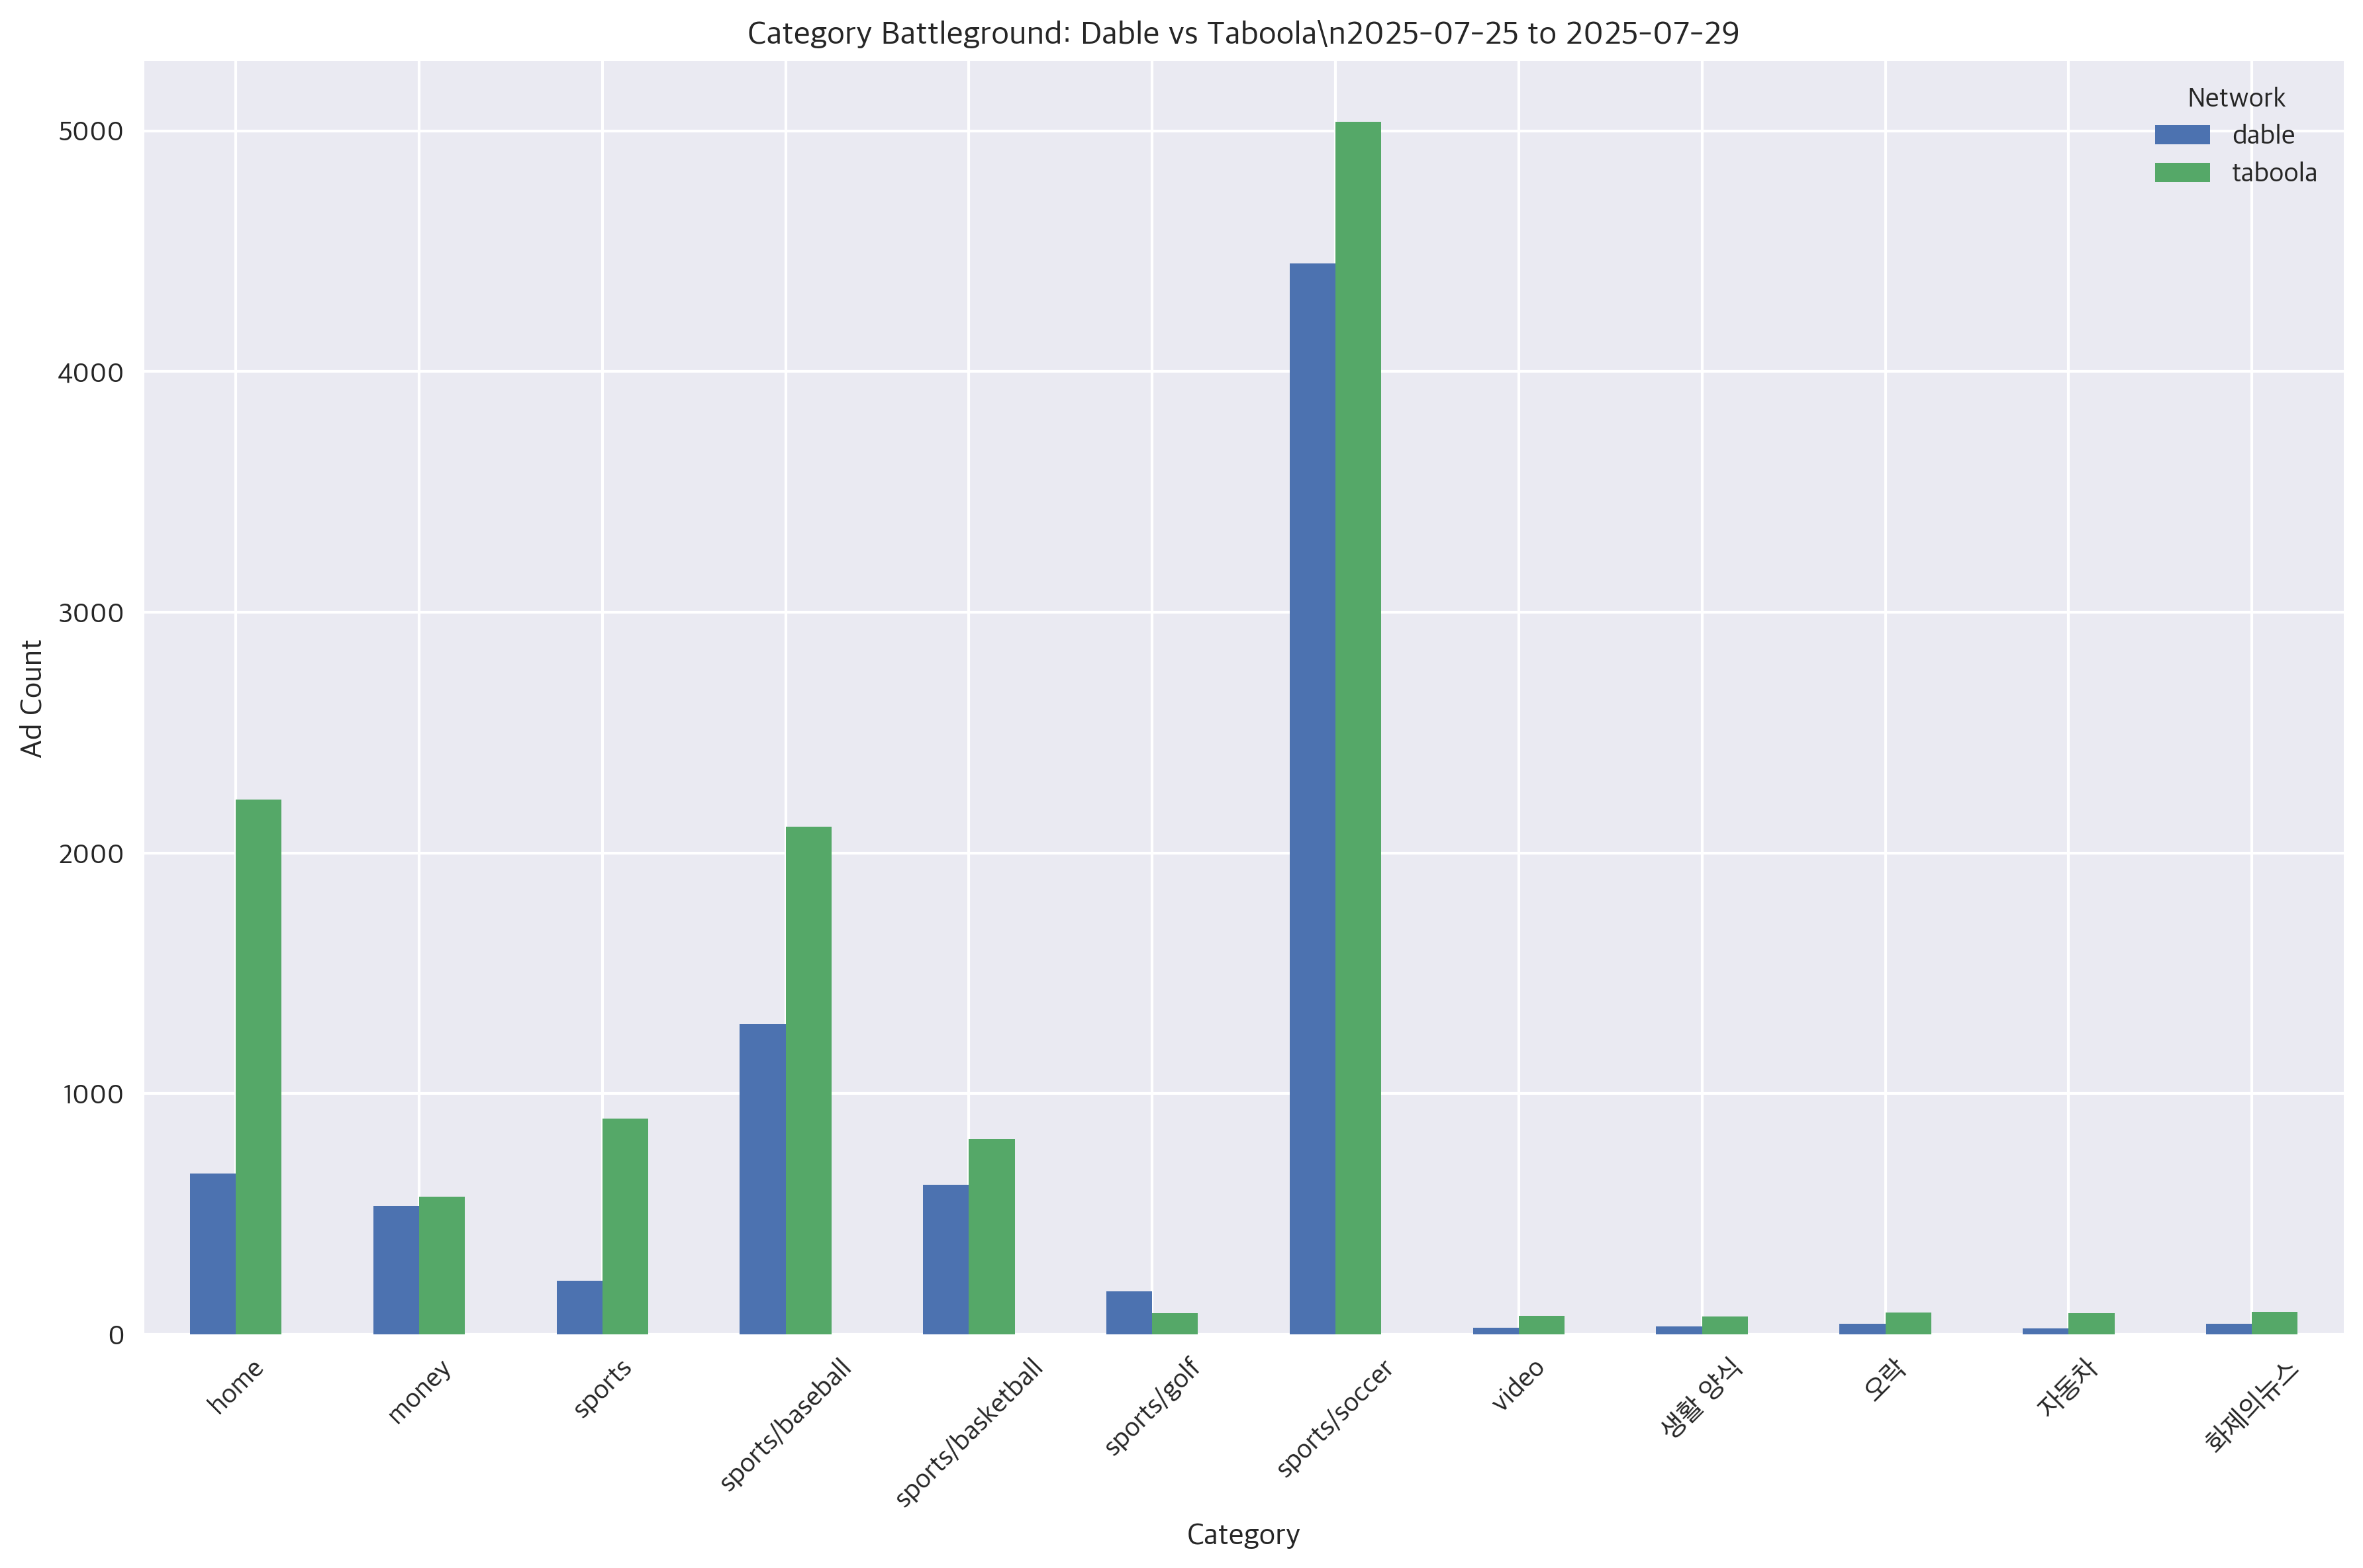 Category Battleground: Dable vs Taboola\n2025-07-25 to 2025-07-29
Network
dable
taboola
Ad Count
5000
4000
3000
2000
1000
0
home
money
sports
sports/baseball
sports/basketball
sports/golf
sports/soccer
video
생활 양식
오락
자동차
화제의뉴스
Category